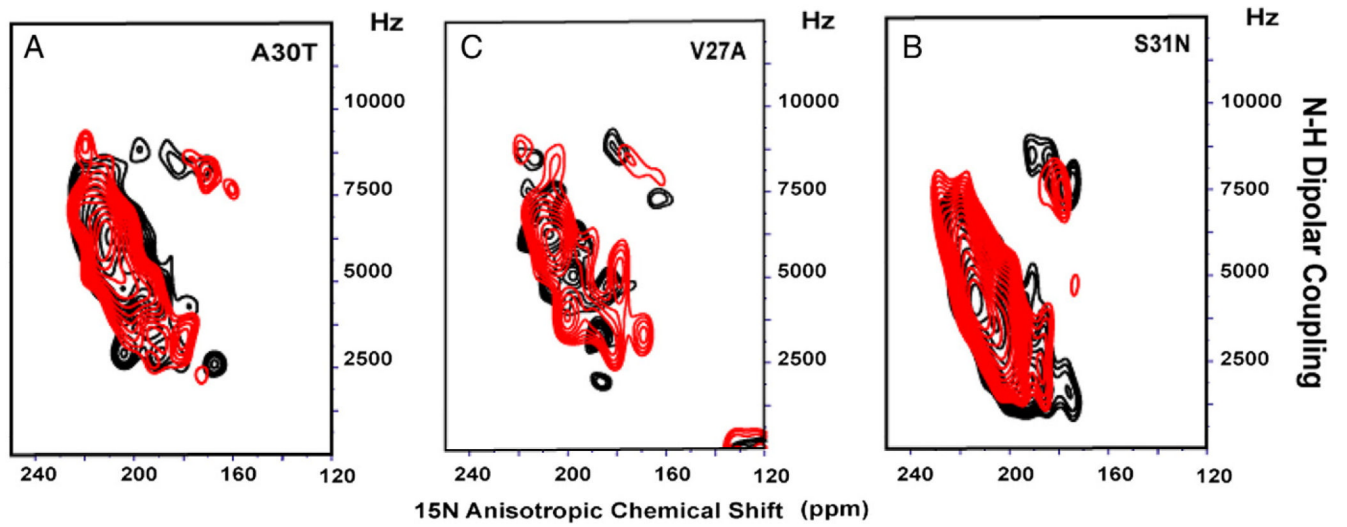 A
A30T
Hz
10000
7500
5000
2500
240 200 160 120
C
V27A
Hz
10000
7500
5000
2500
240 200 160 120
B
S31N
Hz
10000
7500
5000
2500
240 200 160 120
N-H Dipolar Coupling
15N Anisotropic Chemical Shift (ppm)